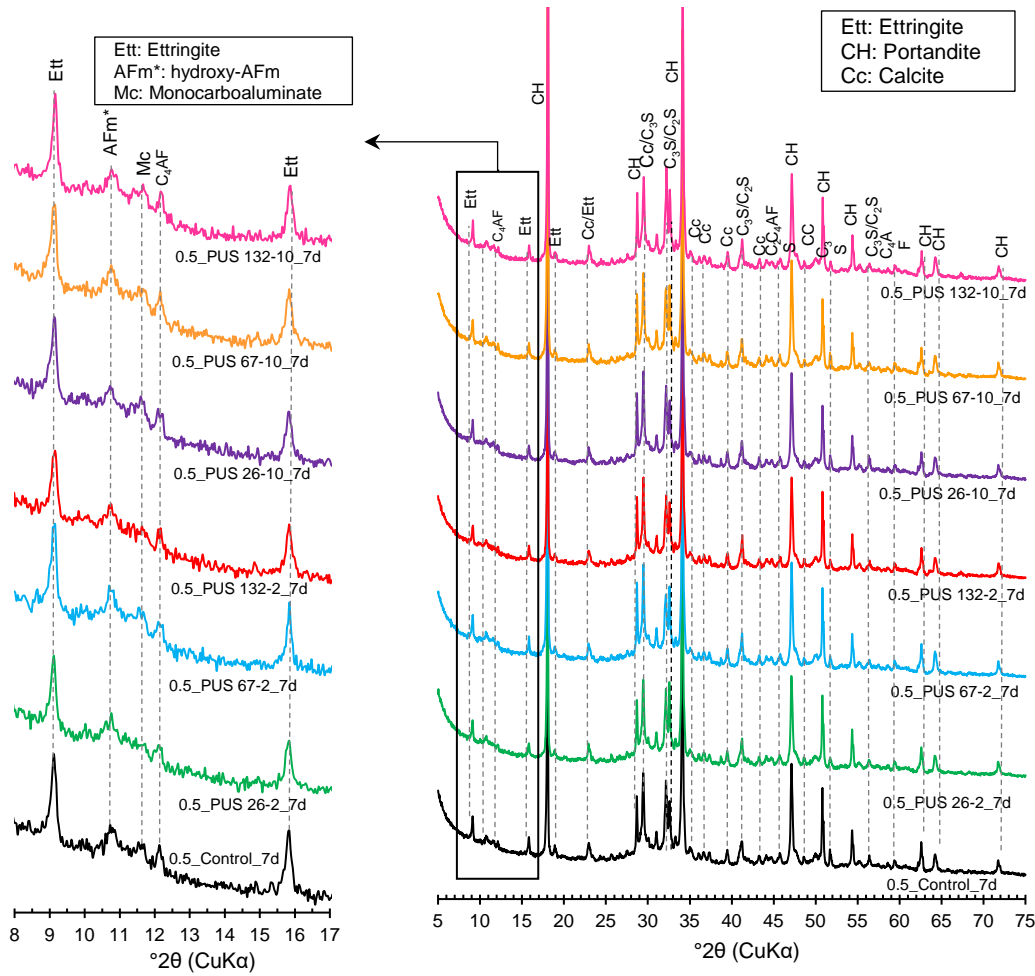 Ett: Ettringite
AFm*: hydroxy-AFm
Mc: Monocarboaluminate
Ett
AFm*
Mc
C₄AF
Ett
0.5_PUS 132-10_7d
0.5_PUS 67-10_7d
0.5_PUS 26-10_7d
0.5_PUS 132-2_7d
0.5_PUS 67-2_7d
0.5_PUS 26-2_7d
0.5_Control_7d
8 9 10 11 12 13 14 15 16 17
°2θ (CuKα)
Ett: Ettringite
CH: Portandite
Cc: Calcite
Ett
C₄AF
Ett
CH
Ett
Cc/Ett
CH
Cc/C₃S
C₃S/C₂S
CH
Cc
Cc
Cc
C₃S/C₂S
Cc
C₂C₄AF
S
CH
CC
C₃
CH
S
CH
C₃S/C₂S
C₄A
F
CH
CH
CH
0.5_PUS 132-10_7d
0.5_PUS 67-10_7d
0.5_PUS 26-10_7d
0.5_PUS 132-2_7d
0.5_PUS 67-2_7d
0.5_PUS 26-2_7d
0.5_Control_7d
5 10 15 20 25 30 35 40 45 50 55 60 65 70 75
°2θ (CuKα)